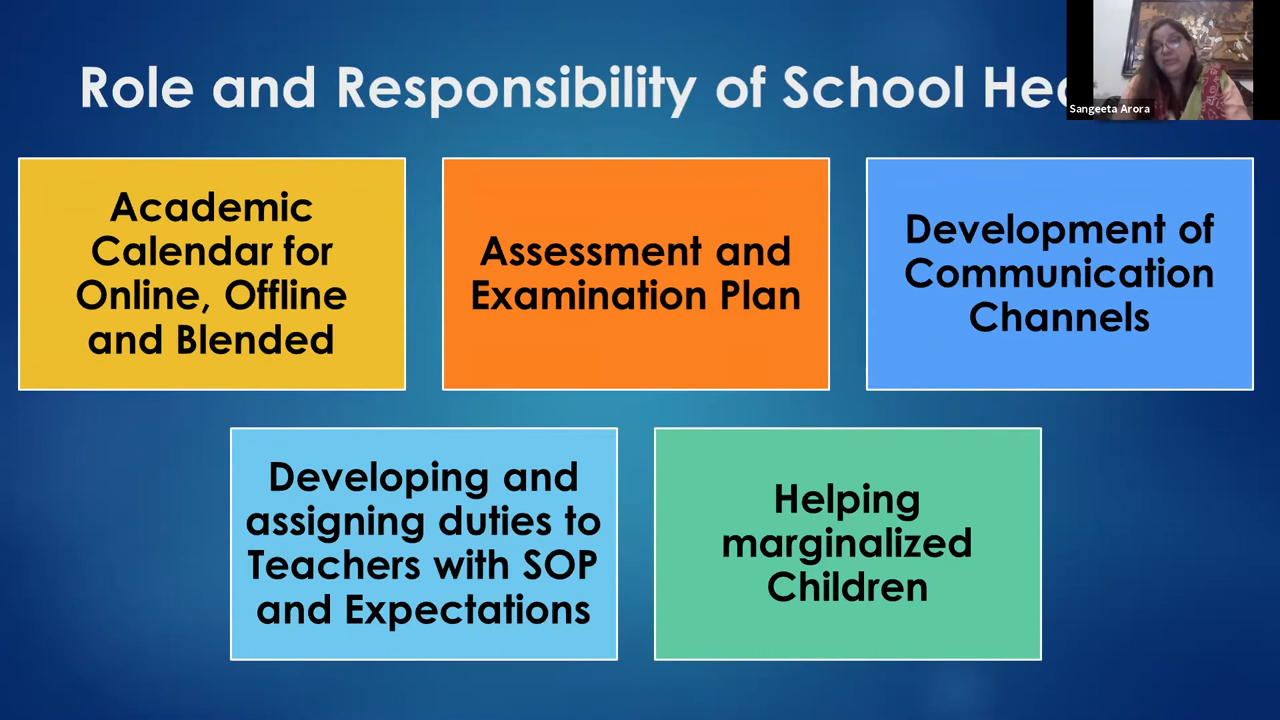 Role and Responsibility of School
Sangeeta Arora
Academic
Calendar for
Online, Offline
and Blended
Assessment and
Examination Plan
Development of
Communication
Channels
Developing and
assigning duties to
Teachers with SOP
and Expectations
Helping
marginalized
Children